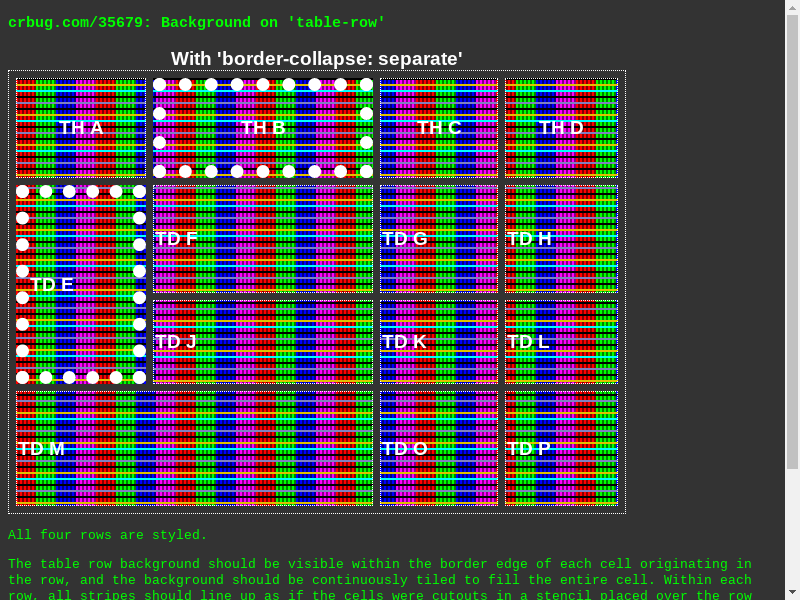 crbug.com/35679: Background on 'table-row'
With 'border-collapse: separate'
TH A TH B TH C TH D
TD E TD F TD G TD H
TD J TD K TD L
TD M TD O TD P
All four rows are styled.
The table row background should be visible within the border edge of each cell originating in
the row, and the background should be continuously tiled to fill the entire cell. Within each
row, all stripes should line up as if the cells were cutouts in a stencil placed over the row